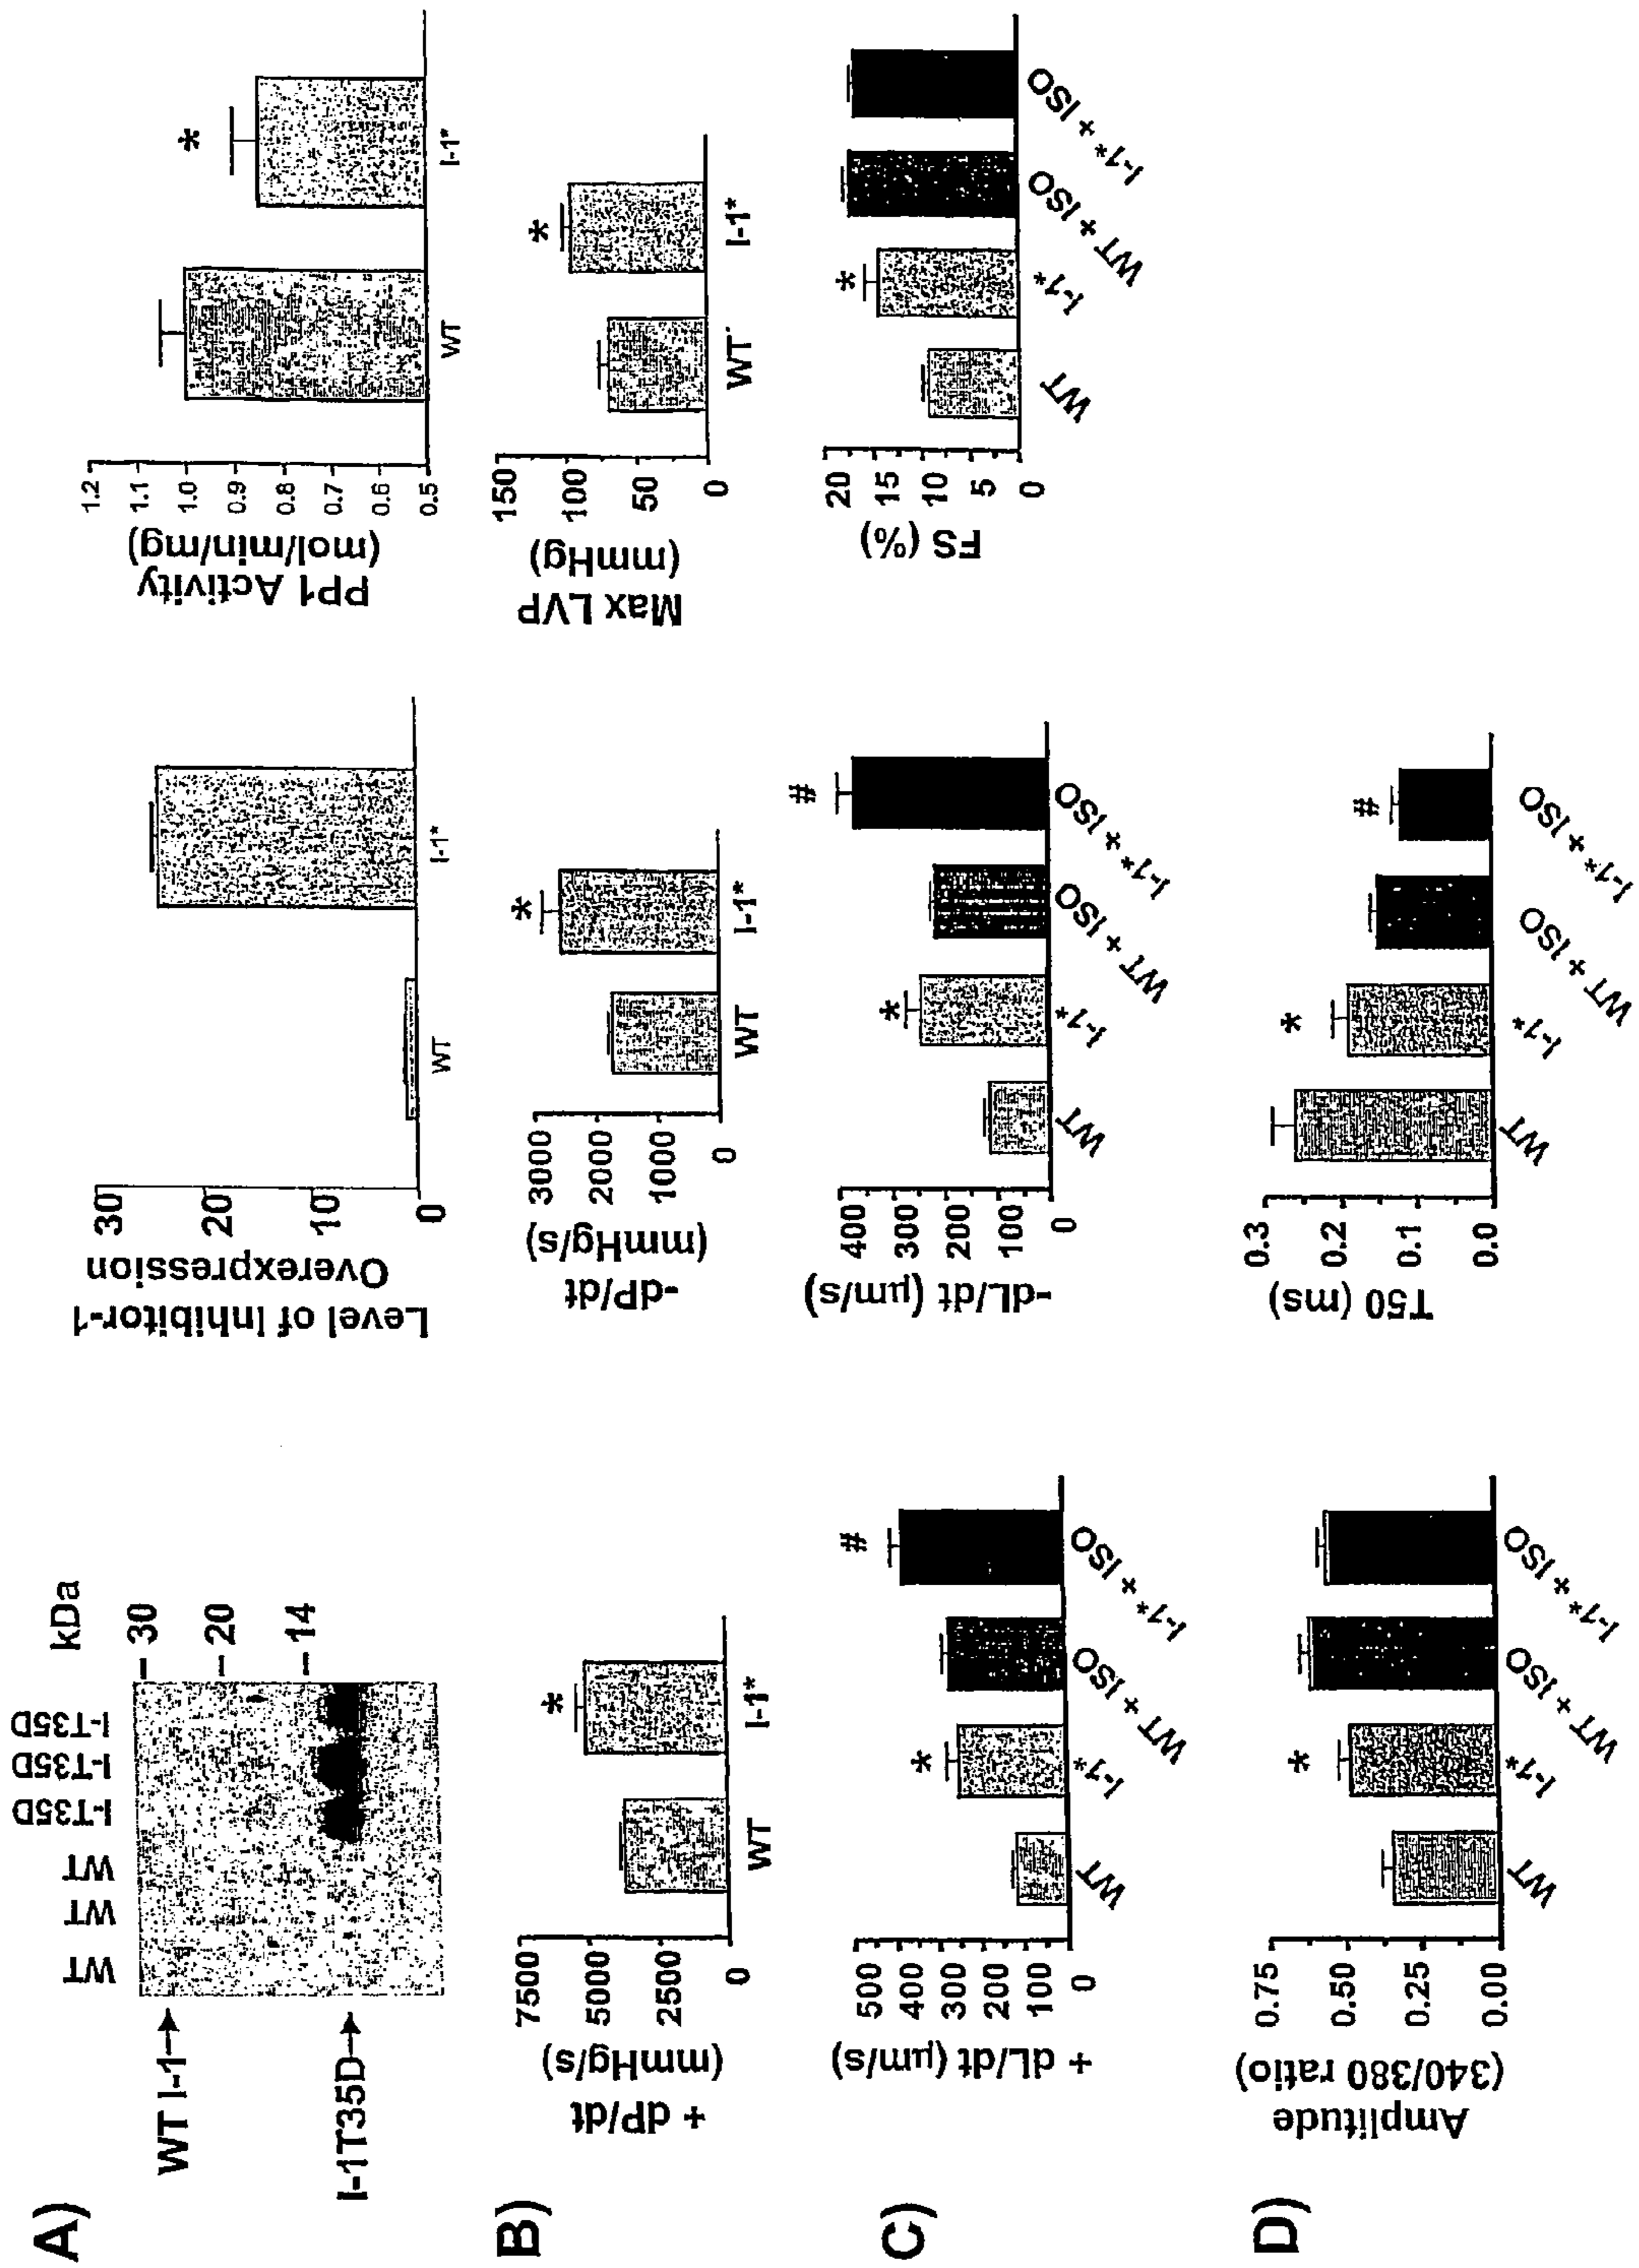 A)
WT
WT
WT
I-T35D
I-T35D
I-T35D
kDa
WT I-1
I-1T35D
30
20
14
Level of Inhibitor-1
Overexpression
30
20
10
0
WT
I-1*
PP1 Activity
(mol/min/mg)
1.2
1.1
1.0
0.9
0.8
0.7
0.6
0.5
*
WT
I-1*
B)
+ dP/dt
(mmHg/s)
7500
5000
2500
0
*
WT
I-1*
-dP/dt
(mmHg/s)
3000
2000
1000
0
*
WT
I-1*
Max LVP
(mmHg)
150
100
50
0
*
WT
I-1*
C)
+ dL/dt (µm/s)
500
400
300
200
100
0
*
#
WT
I-1*
WT + ISO
I-1* + ISO
-dL/dt (µm/s)
400
300
200
100
0
*
#
WT
I-1*
WT + ISO
I-1* + ISO
FS (%)
20
15
10
5
0
*
WT
I-1*
WT + ISO
I-1* + ISO
D)
Amplitude
(340/380 ratio)
0.75
0.50
0.25
0.00
*
WT
I-1*
WT + ISO
I-1* + ISO
T50 (ms)
0.3
0.2
0.1
0.0
*
#
WT
I-1*
WT + ISO
I-1* + ISO